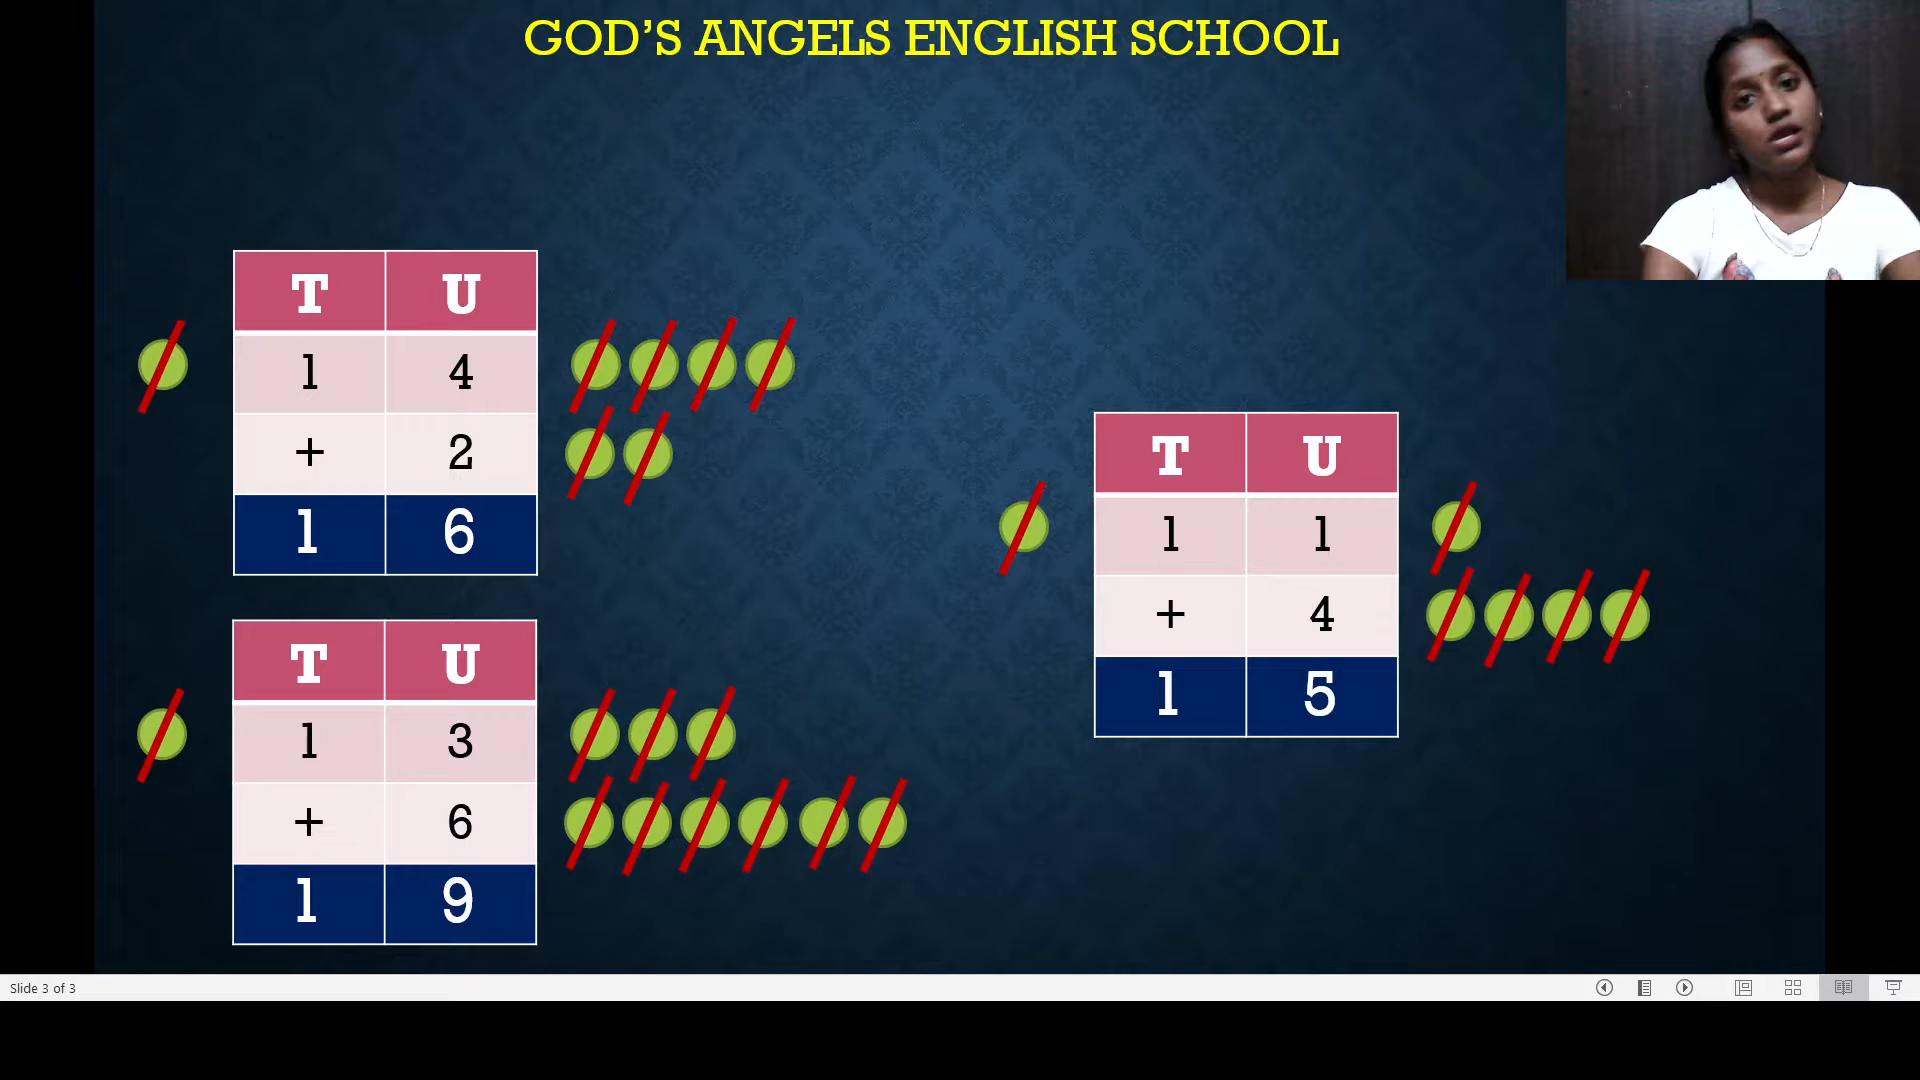 GOD'S ANGELS ENGLISH SCHOOL
T U
1 4
+ 2
1 6
T U
1 3
+ 6
1 9
T U
1 1
+ 4
1 5
Slide 3 of 3